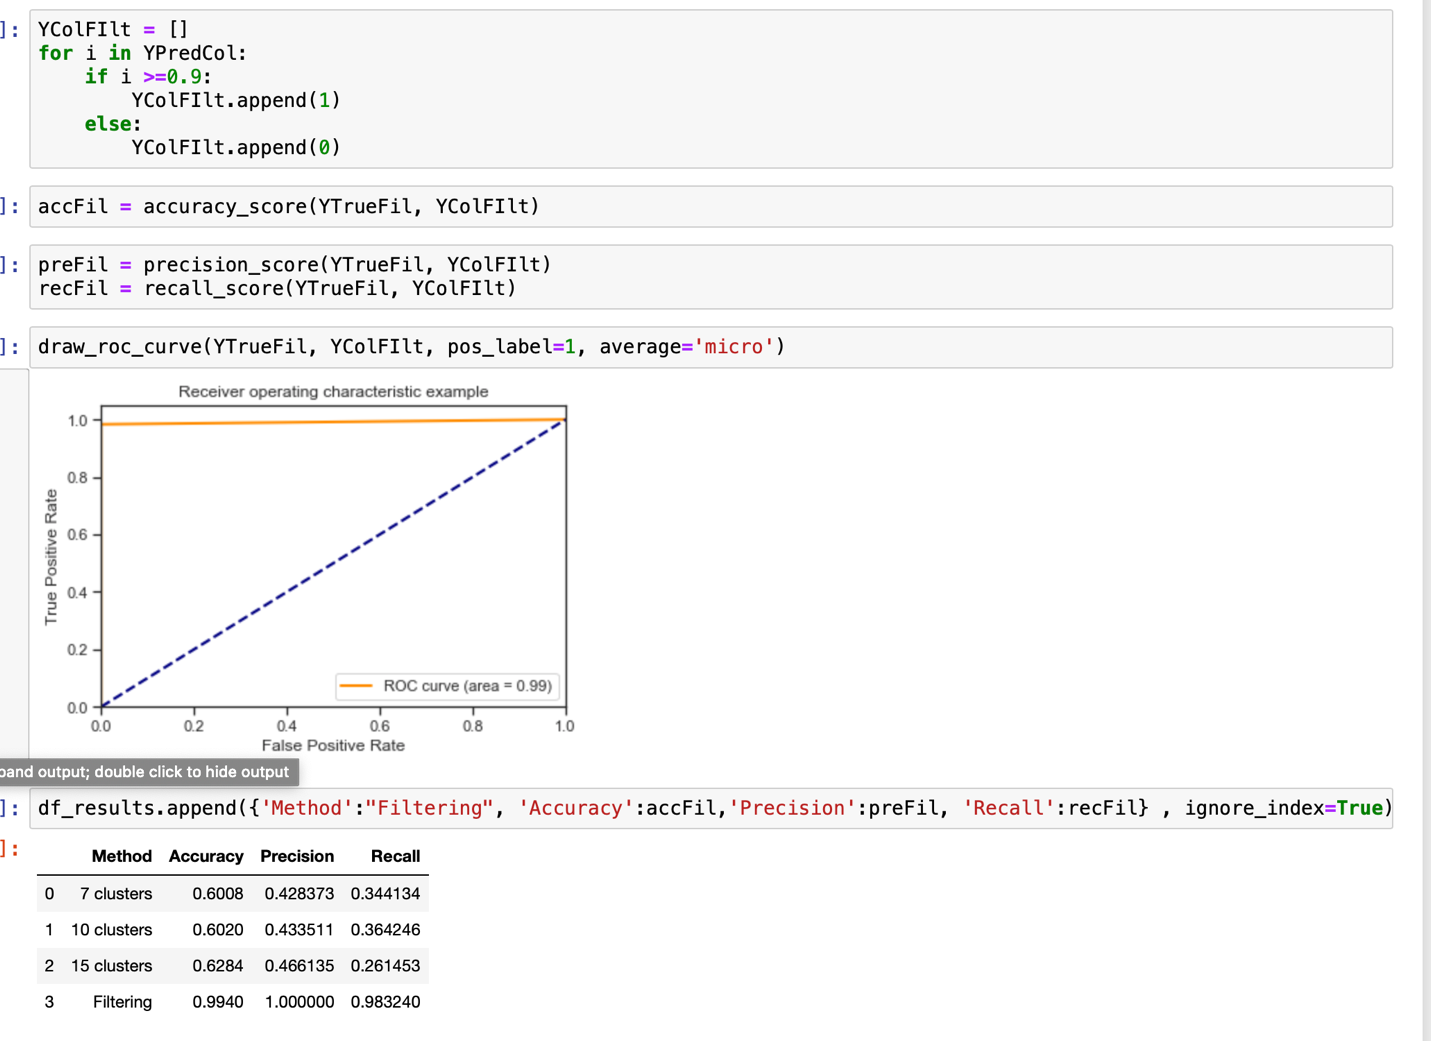 ]: YColFIlt = []
for i in YPredCol:
    if i >=0.9:
        YColFIlt.append(1)
    else:
        YColFIlt.append(0)
]: accFil = accuracy_score(YTrueFil, YColFIlt)
]: preFil = precision_score(YTrueFil, YColFIlt)
recFil = recall_score(YTrueFil, YColFIlt)
]: draw_roc_curve(YTrueFil, YColFIlt, pos_label=1, average='micro')
Receiver operating characteristic example
1.0
0.8
0.6
0.4
0.2
0.0
True Positive Rate
ROC curve (area = 0.99)
0.0 0.2 0.4 0.6 0.8 1.0
False Positive Rate
pand output; double click to hide output
]: df_results.append({'Method':"Filtering", 'Accuracy':accFil,'Precision':preFil, 'Recall':recFil} , ignore_index=True)
]:
Method Accuracy Precision Recall
0 7 clusters 0.6008 0.428373 0.344134
1 10 clusters 0.6020 0.433511 0.364246
2 15 clusters 0.6284 0.466135 0.261453
3 Filtering 0.9940 1.000000 0.983240